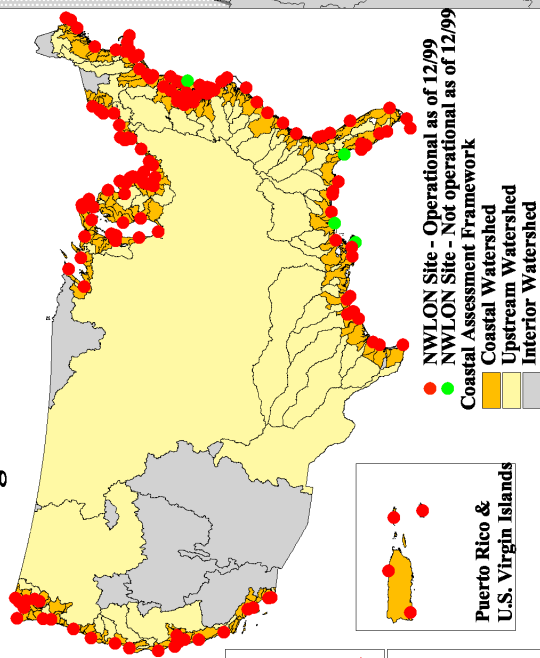 NWLON Site - Operational as of 12/99
NWLON Site - Not operational as of 12/99
Coastal Assessment Framework
Coastal Watershed
Upstream Watershed
Interior Watershed
Puerto Rico &
U.S. Virgin Islands